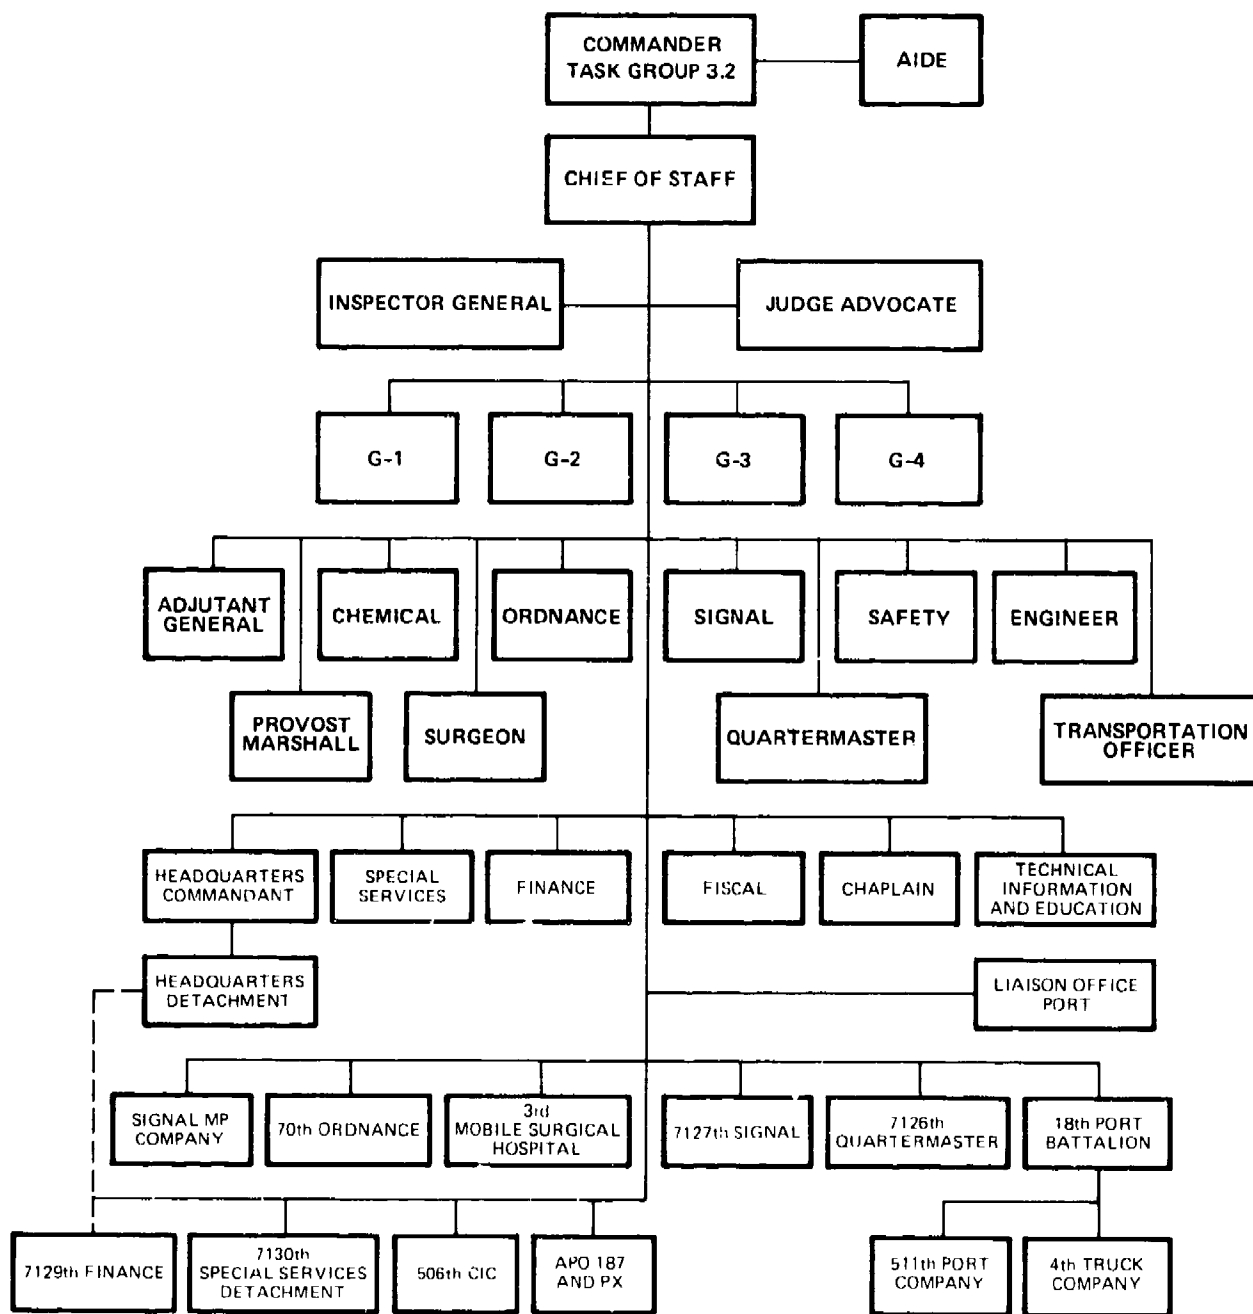 COMMANDER
TASK GROUP 3.2
AIDE
CHIEF OF STAFF
INSPECTOR GENERAL
JUDGE ADVOCATE
G-1
G-2
G-3
G-4
ADJUTANT
GENERAL
CHEMICAL
ORDNANCE
SIGNAL
SAFETY
ENGINEER
PROVOST
MARSHALL
SURGEON
QUARTERMASTER
TRANSPORTATION
OFFICER
HEADQUARTERS
COMMANDANT
SPECIAL
SERVICES
FINANCE
FISCAL
CHAPLAIN
TECHNICAL
INFORMATION
AND EDUCATION
HEADQUARTERS
DETACHMENT
LIAISON OFFICE
PORT
SIGNAL MP
COMPANY
70th ORDNANCE
3rd
MOBILE SURGICAL
HOSPITAL
7127th SIGNAL
7126th
QUARTERMASTER
18th PORT
BATTALION
7129th FINANCE
7130th
SPECIAL SERVICES
DETACHMENT
506th CIC
APO 187
AND PX
511th PORT
COMPANY
4th TRUCK
COMPANY